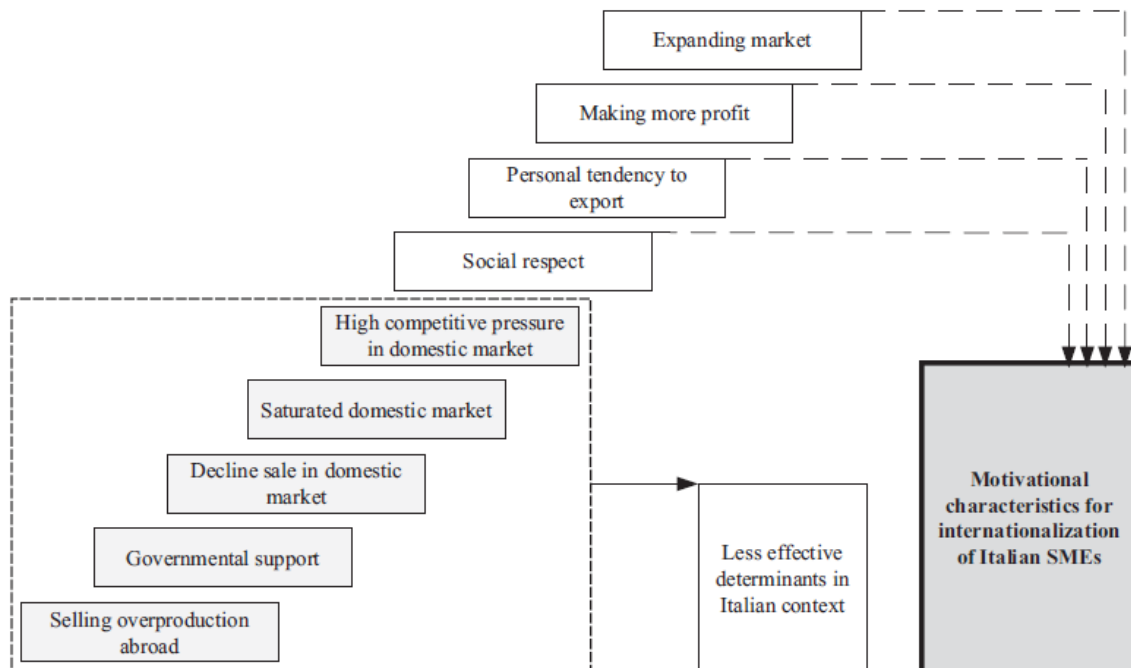 Expanding market
Making more profit
Personal tendency to
export
Social respect
High competitive pressure
in domestic market
Saturated domestic market
Decline sale in domestic
market
Governmental support
Selling overproduction
abroad
Less effective
determinants in
Italian context
Motivational
characteristics for
internationalization
of Italian SMEs